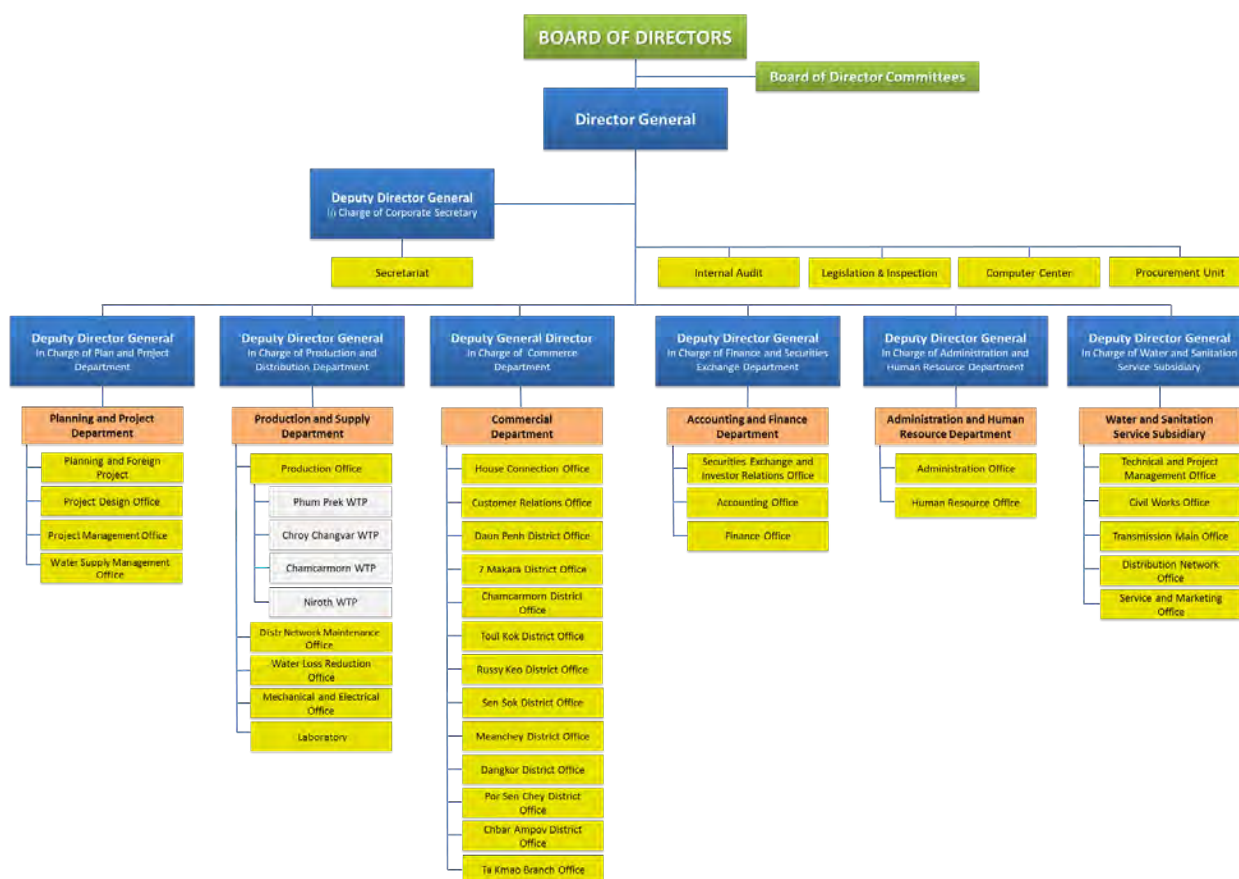 BOARD OF DIRECTORS
Board of Director Committees
Director General
Deputy Director General
In Charge of Corporate Secretary
Secretariat
Internal Audit
Legislation & Inspection
Computer Center
Procurement Unit
Deputy Director General
In Charge of Plan and Project
Department
Deputy Director General
In Charge of Production and
Distribution Department
Deputy General Director
In Charge of Commerce
Department
Deputy Director General
In Charge of Finance and Securities
Exchange Department
Deputy Director General
In Charge of Administration and
Human Resource Department
Deputy Director General
In Charge of Water and Sanitation
Service Subsidiary
Planning and Project
Department
Planning and Foreign
Project
Project Design Office
Project Management Office
Water Supply Management
Office
Production and Supply
Department
Production Office
Phum Prek WTP
Chroy Changvar WTP
Chamcarmorn WTP
Niroth WTP
Distr Network Maintenance
Office
Water Loss Reduction
Office
Mechanical and Electrical
Office
Laboratory
Commercial
Department
House Connection Office
Customer Relations Office
Daun Penh District Office
7 Makara District Office
Chamcarmorn District
Office
Toul Kok District Office
Russy Keo District Office
Sen Sok District Office
Meanchey District Office
Dangkor District Office
Por Sen Chey District
Office
Chbar Ampov District
Office
Ta Kmao Branch Office
Accounting and Finance
Department
Securities Exchange and
Investor Relations Office
Accounting Office
Finance Office
Administration and Human
Resource Department
Administration Office
Human Resource Office
Water and Sanitation
Service Subsidiary
Technical and Project
Management Office
Civil Works Office
Transmission Main Office
Distribution Network
Office
Service and Marketing
Office